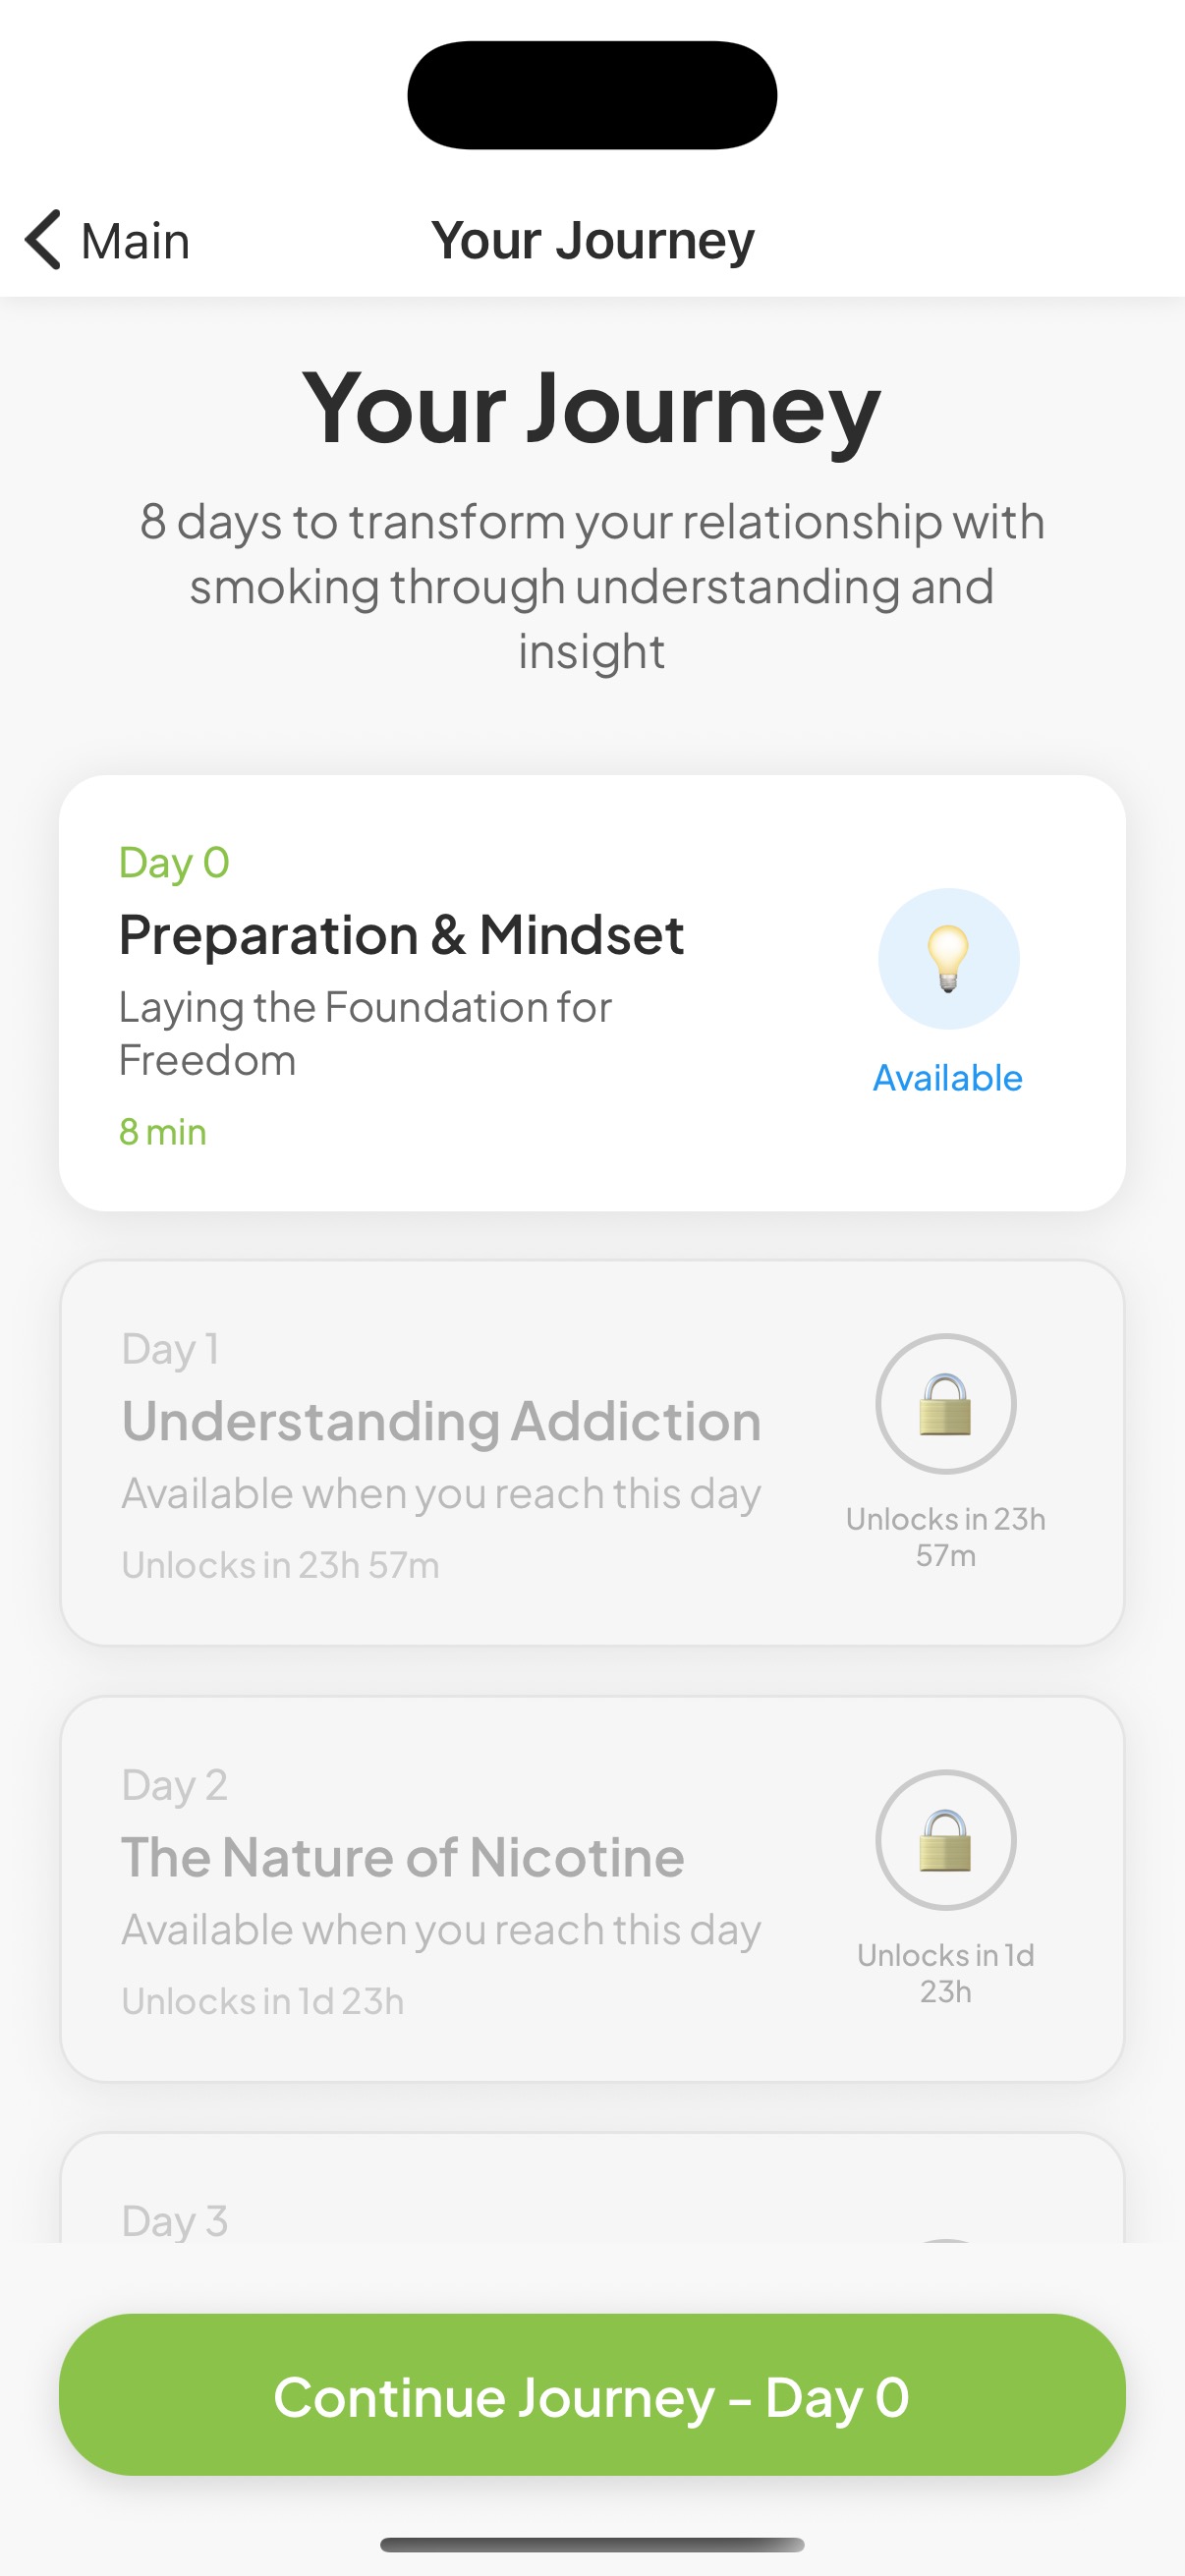 Main
Your Journey
Your Journey
8 days to transform your relationship with
smoking through understanding and
insight
Day 0
Preparation & Mindset
Laying the Foundation for
Freedom
8 min
Available
Day 1
Understanding Addiction
Available when you reach this day
Unlocks in 23h 57m
Unlocks in 23h
57m
Day 2
The Nature of Nicotine
Available when you reach this day
Unlocks in 1d 23h
Unlocks in 1d
23h
Day 3
Continue Journey - Day 0